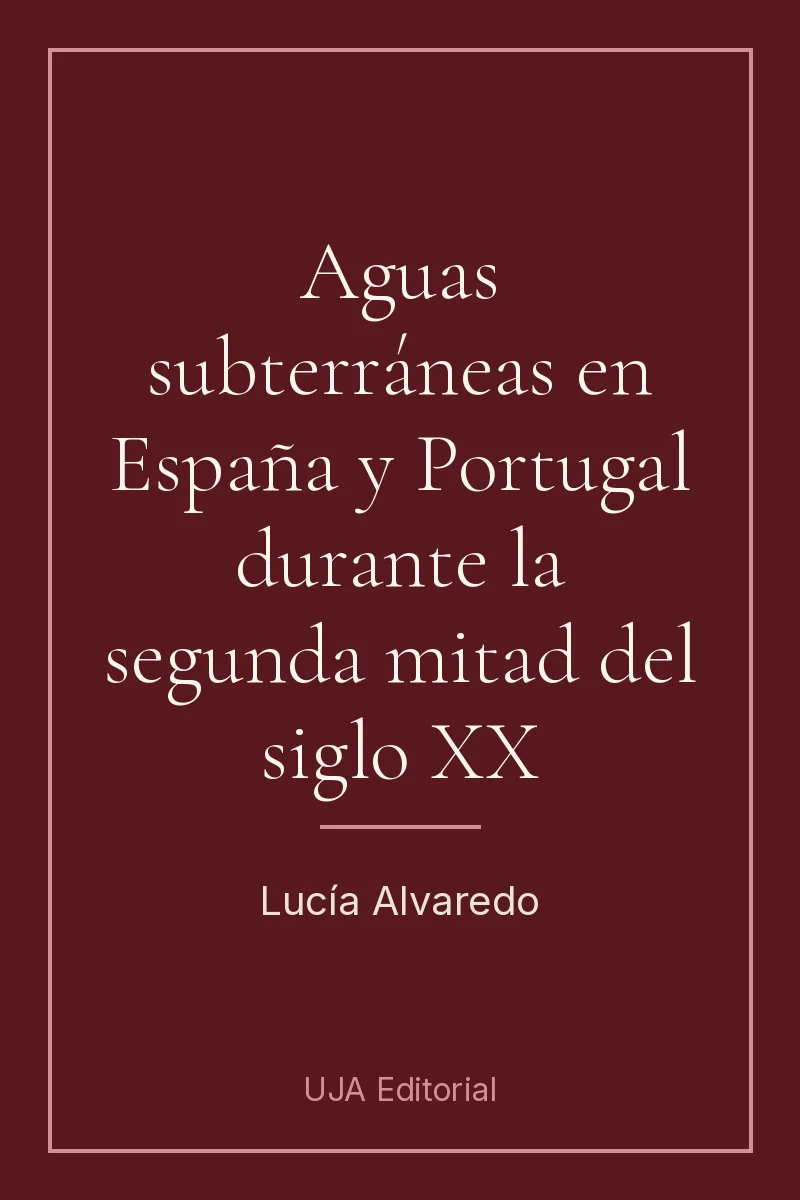 Aguas
subterráneas en
España y Portugal
durante la
segunda mitad del
siglo XX
Lucía Alvaredo
UJA Editorial